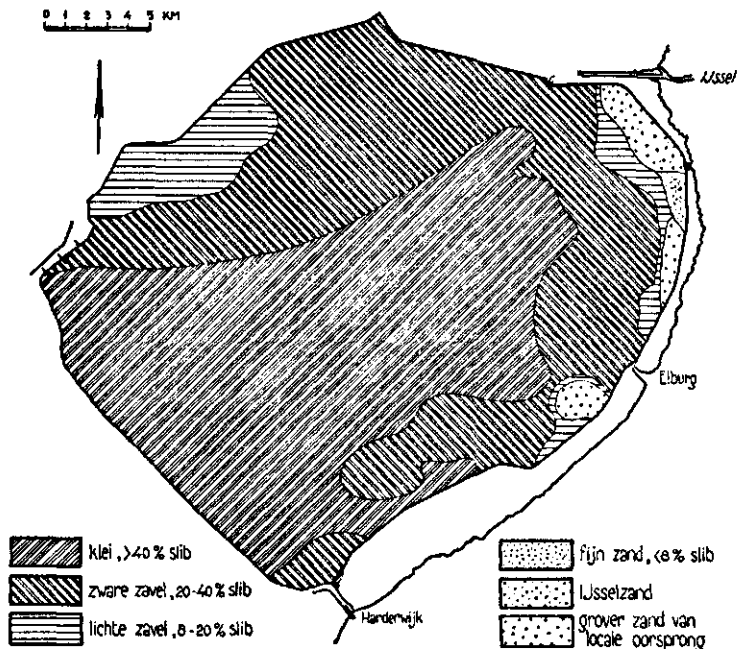 0 1 2 3 4 5 KM
IJssel
Elburg
Harderwijk
klei, >40% slib
zware zavel, 20-40% slib
lichte zavel, 8-20% slib
fijn zand, <8% slib
IJsselzand
grover zand van
locale oorsprong